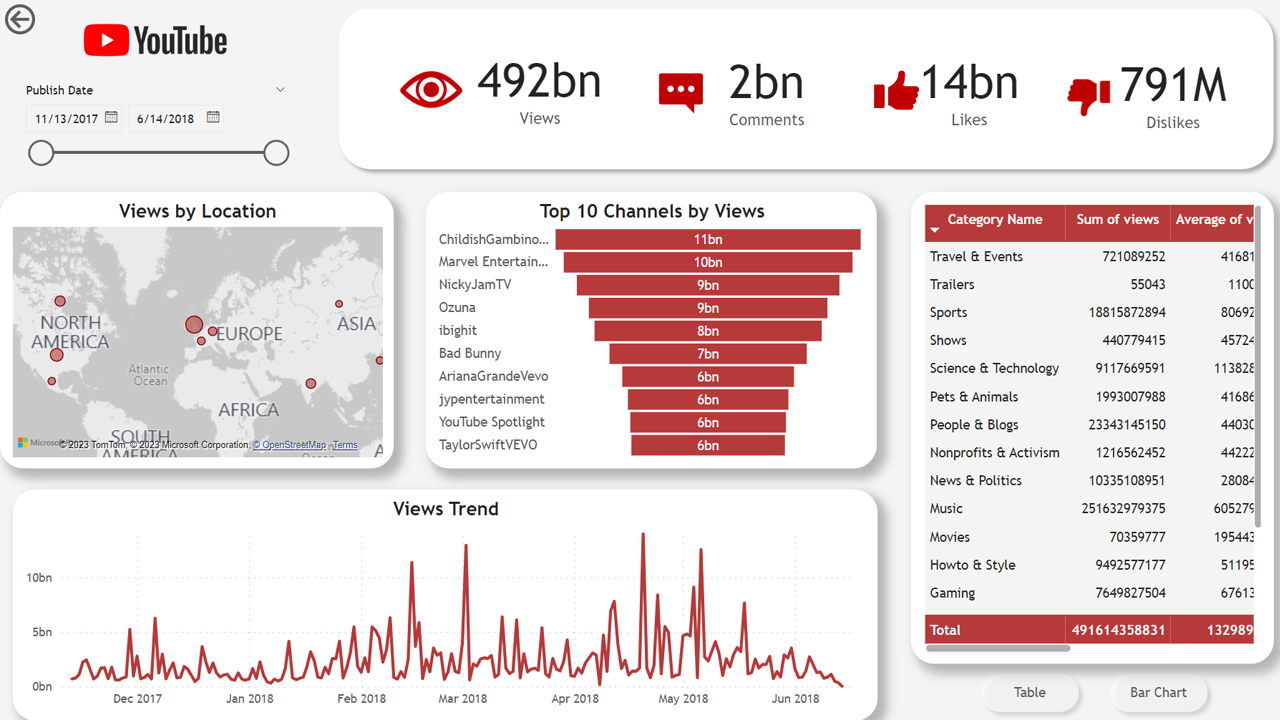 YouTube
Publish Date
11/13/2017 6/14/2018
492bn
Views
2bn
Comments
14bn
Likes
791M
Dislikes
Views by Location
NORTH
AMERICA
EUROPE
ASIA
Atlantic
Ocean
AFRICA
SOUTH
AMERICA
© 2023 TomTom, © 2023 Microsoft Corporation, © OpenStreetMap Terms
Top 10 Channels by Views
ChildishGambino... 11bn
Marvel Entertain... 10bn
NickyJamTV 9bn
Ozuna 9bn
ibighit 8bn
Bad Bunny 7bn
ArianaGrandeVevo 6bn
jypentertainment 6bn
YouTube Spotlight 6bn
TaylorSwiftVEVO 6bn
Category Name Sum of views Average of v
Travel & Events 721089252 41681
Trailers 55043 1100
Sports 18815872894 80692
Shows 440779415 45724
Science & Technology 9117669591 113828
Pets & Animals 1993007988 41686
People & Blogs 23343145150 44030
Nonprofits & Activism 1216562452 44222
News & Politics 10335108951 28084
Music 251632979375 605279
Movies 70359777 195443
Howto & Style 9492577177 51195
Gaming 7649827504 67613
Total 491614358831 132989
Views Trend
10bn
5bn
0bn
Dec 2017 Jan 2018 Feb 2018 Mar 2018 Apr 2018 May 2018 Jun 2018
Table
Bar Chart